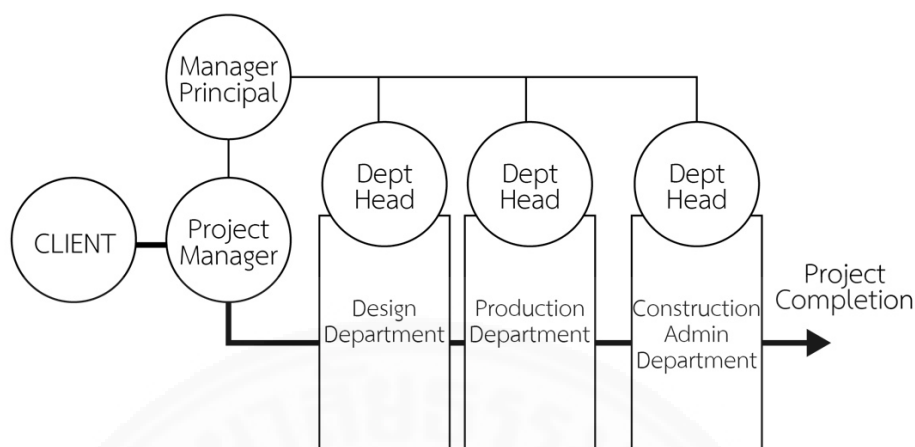 Manager
Principal
Dept
Head
Dept
Head
Dept
Head
CLIENT
Project
Manager
Project
Completion
Design
Department
Production
Department
Construction
Admin
Department